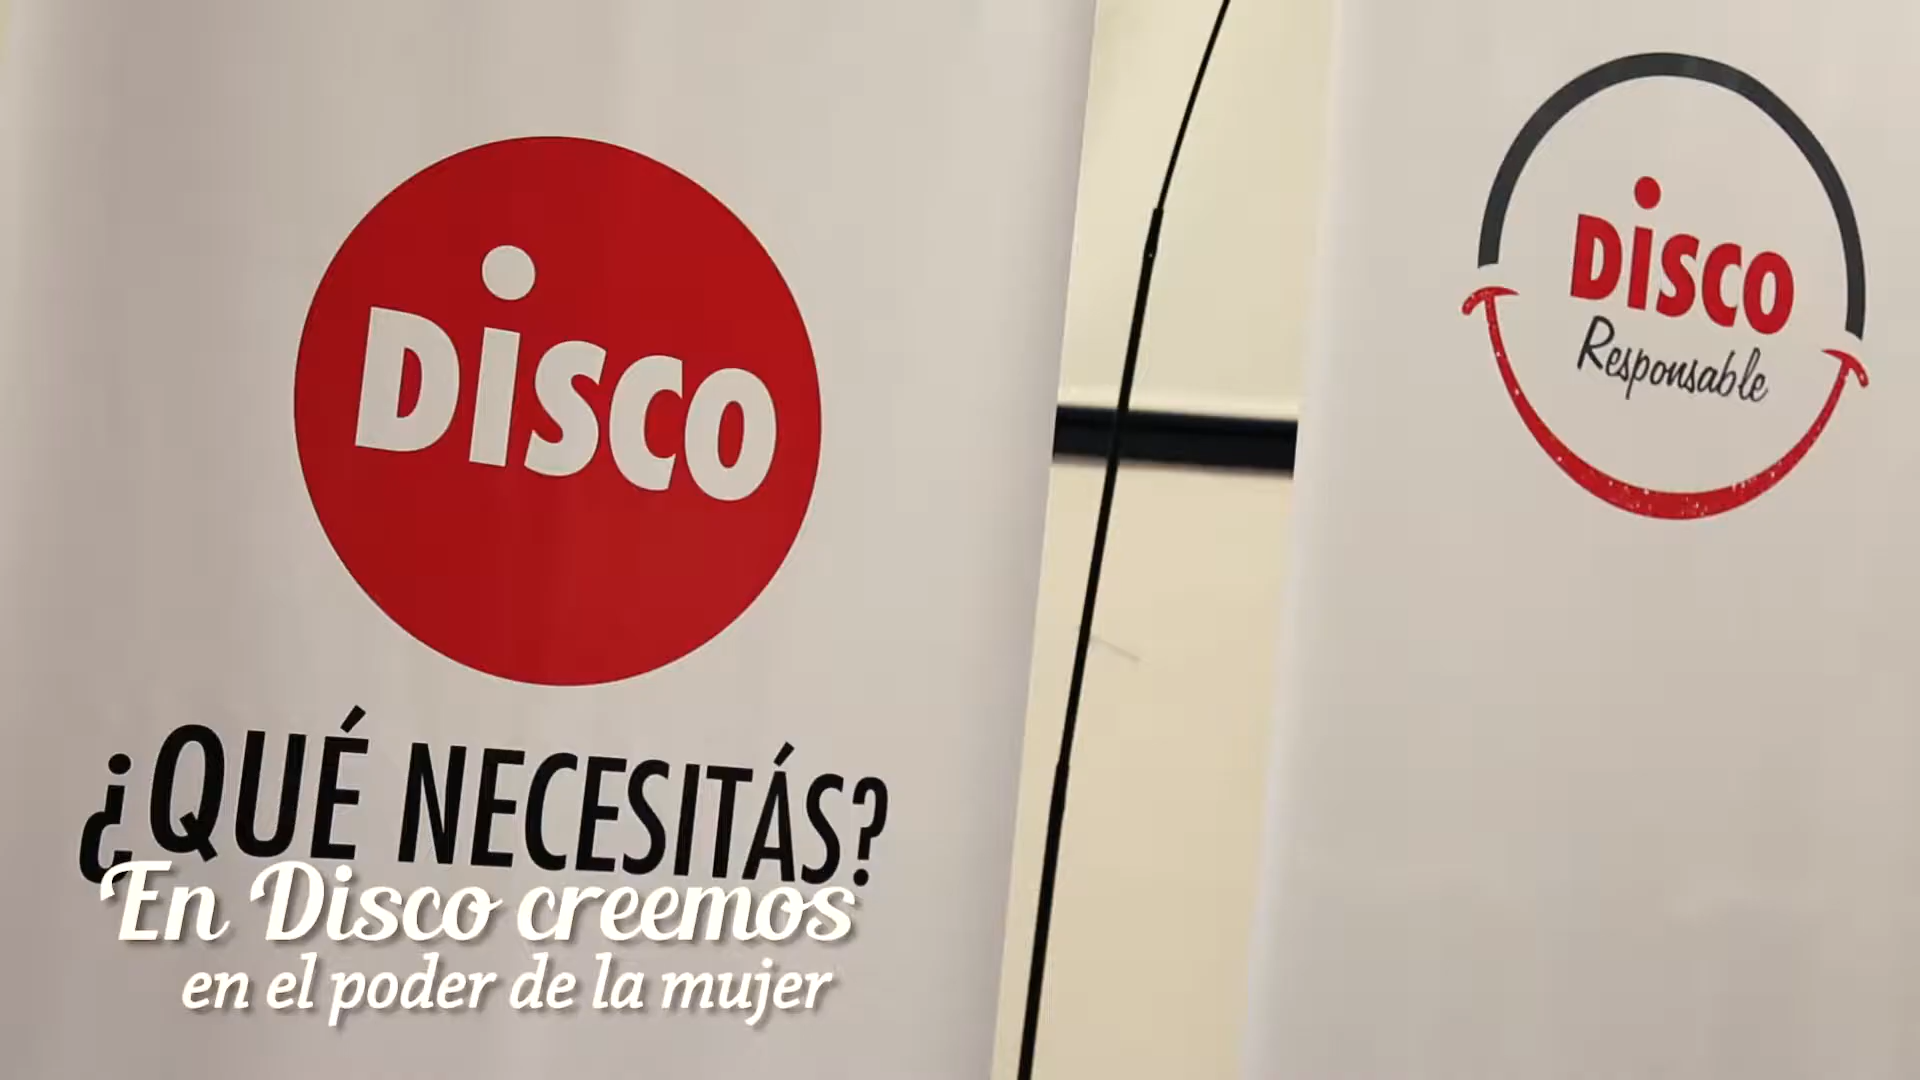 DiSCO
¿QUÉ NECESITÁS?
En Disco creemos
en el poder de la mujer
DiSCO
Responsable